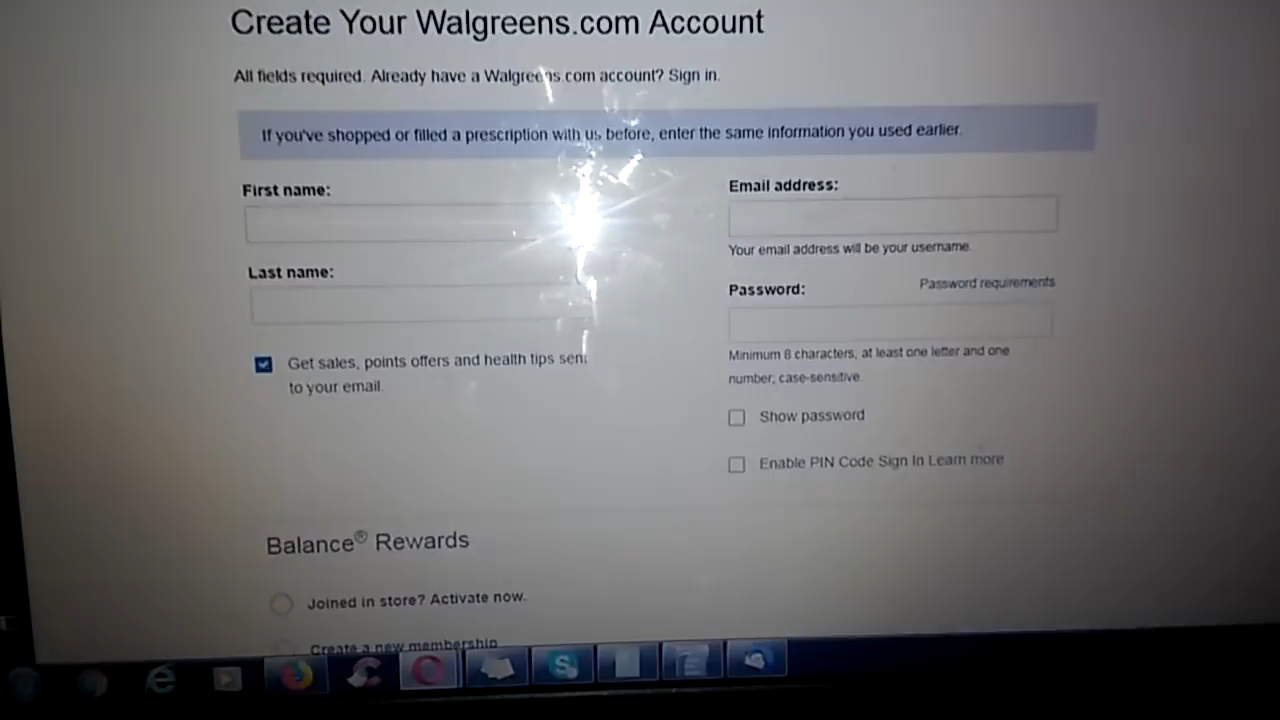 Create Your Walgreens.com Account
All fields required. Already have a Walgreens.com account? Sign in.
If you've shopped or filled a prescription with us before, enter the same information you used earlier.
First name:
Email address:
Your email address will be your username.
Last name:
Password:
Password requirements
Get sales, points offers and health tips sent
to your email.
Minimum 8 characters, at least one letter and one
number; case-sensitive.
Show password
Enable PIN Code Sign In Learn more
Balance® Rewards
Joined in store? Activate now.
Create a new membership